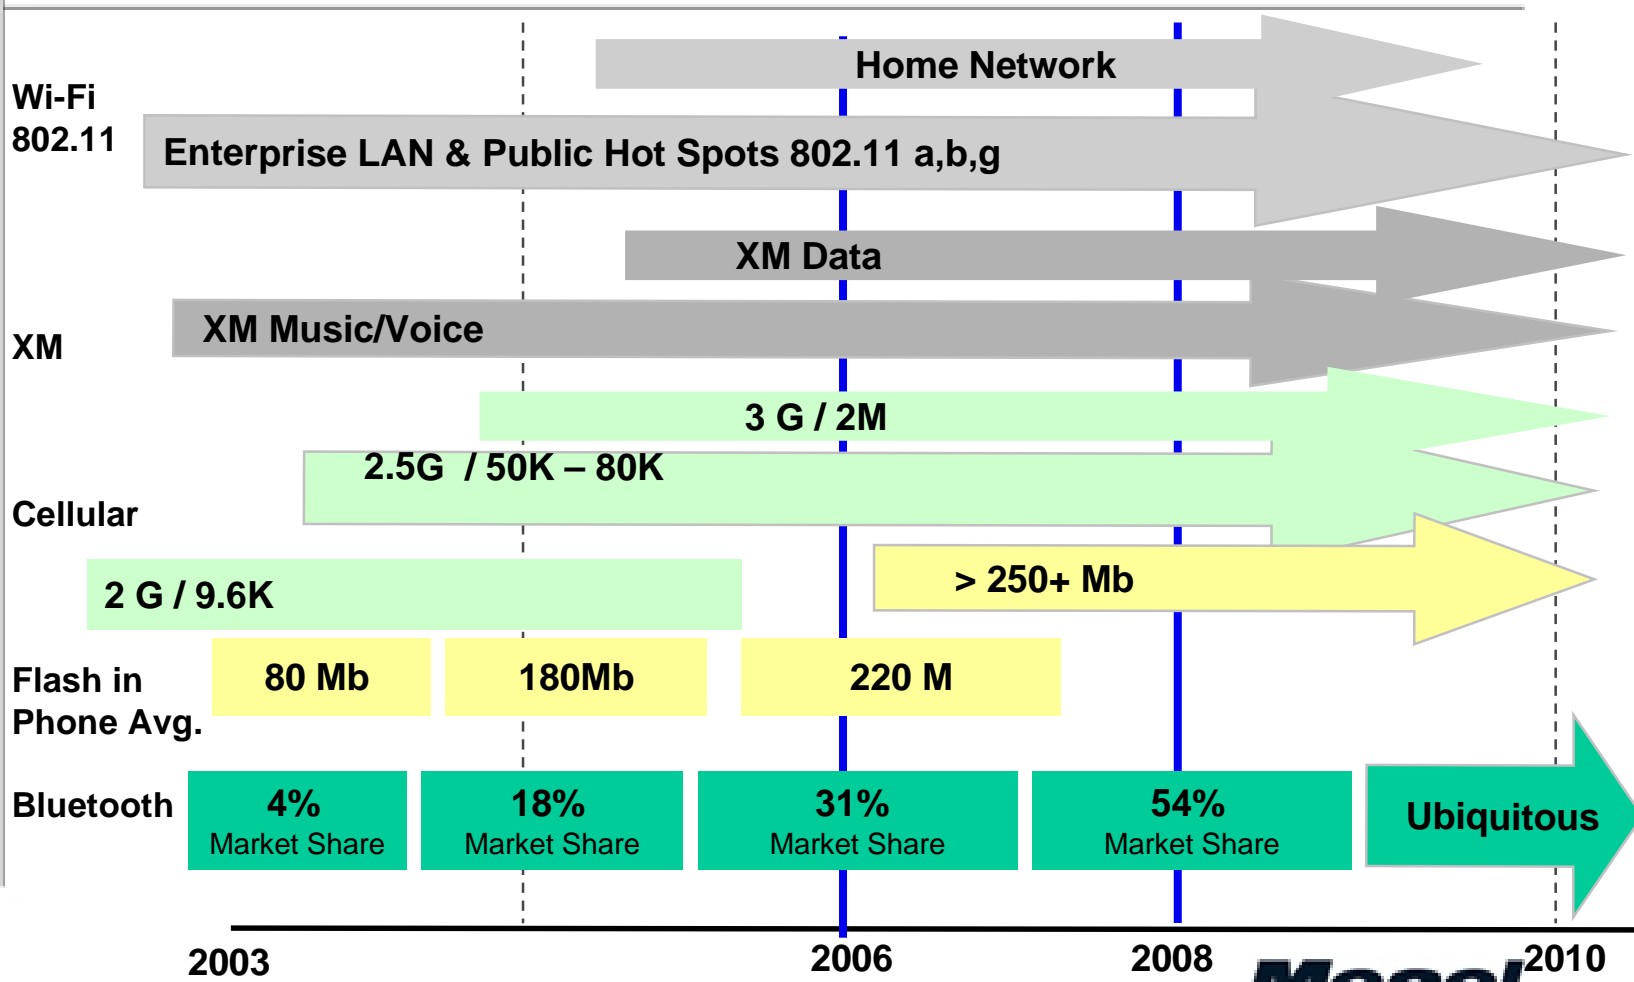 Home Network
Wi-Fi
802.11
Enterprise LAN & Public Hot Spots 802.11 a,b,g
XM Data
XM Music/Voice
XM
3 G / 2M
2.5G / 50K – 80K
Cellular
> 250+ Mb
2 G / 9.6K
Flash in
Phone Avg.
80 Mb
180Mb
220 M
Bluetooth
4%
Market Share
18%
Market Share
31%
Market Share
54%
Market Share
Ubiquitous
2003
2006
2008
2010